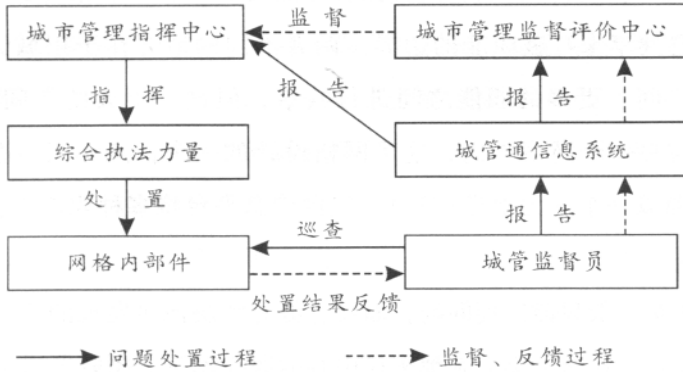 城市管理指挥中心
监督
城市管理监督评价中心
报告
指挥
报告
综合执法力量
城管通信息系统
处置
报告
巡查
网格内部件
城管监督员
处置结果反馈
问题处置过程
监督、反馈过程